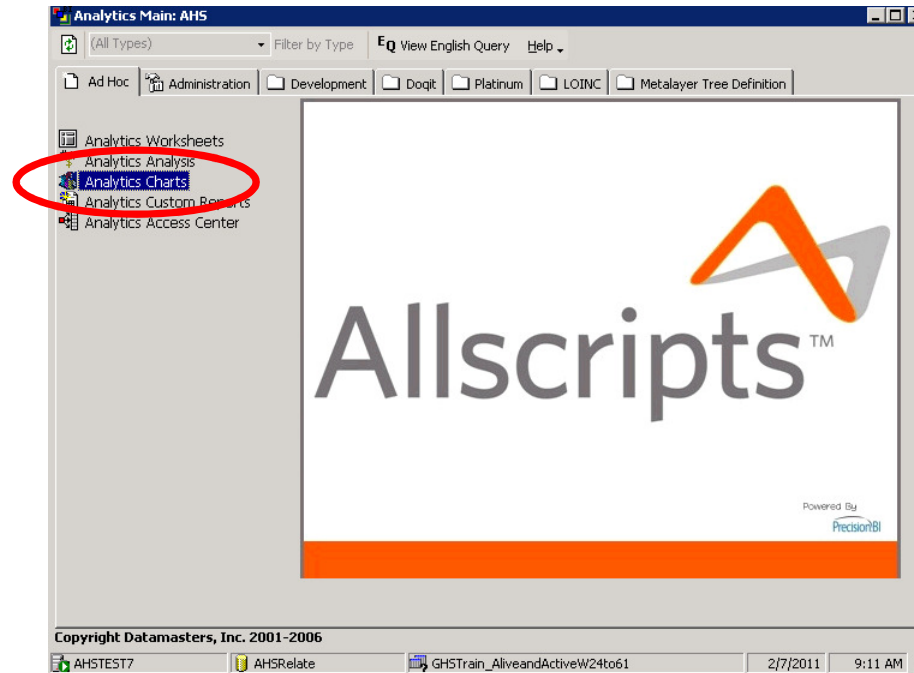 Analytics Main: AHS
(All Types) Filter by Type EQ View English Query Help
Ad Hoc Administration Development Doqit Platinum LOINC Metalayer Tree Definition
Analytics Worksheets
Analytics Analysis
Analytics Charts
Analytics Custom Reports
Analytics Access Center
Allscripts™
Powered By
PrecisionBI
Copyright Datamasters, Inc. 2001-2006
AHSTEST7 AHSRelate GHSTrain_AliveandActiveW24to61 2/7/2011 9:11 AM